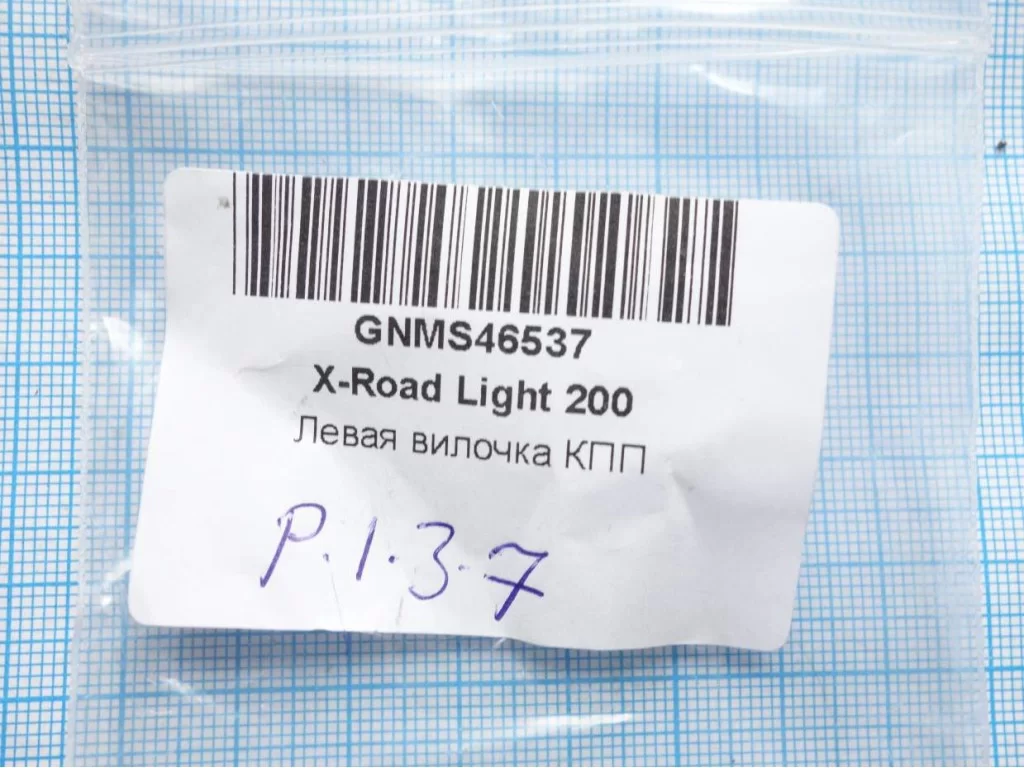 GNMS46537
X-Road Light 200
Левая вилочка КПП
P.1.3.7